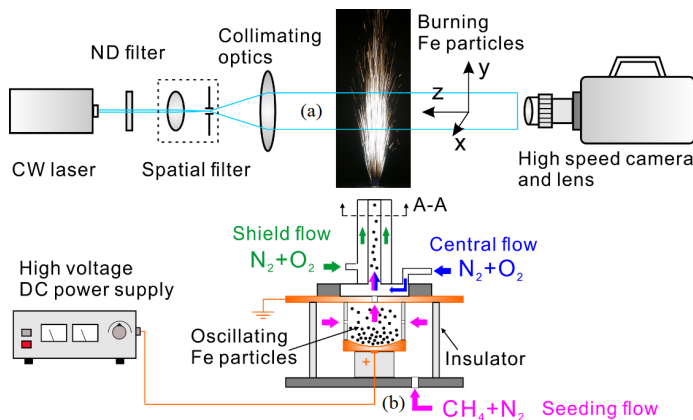 ND filter
Collimating
optics
Burning
Fe particles
y
z
x
(a)
CW laser
Spatial filter
High speed camera
and lens
A-A
Shield flow
N₂+O₂
Central flow
N₂+O₂
High voltage
DC power supply
Oscillating
Fe particles
+
Insulator
(b)
CH₄+N₂ Seeding flow